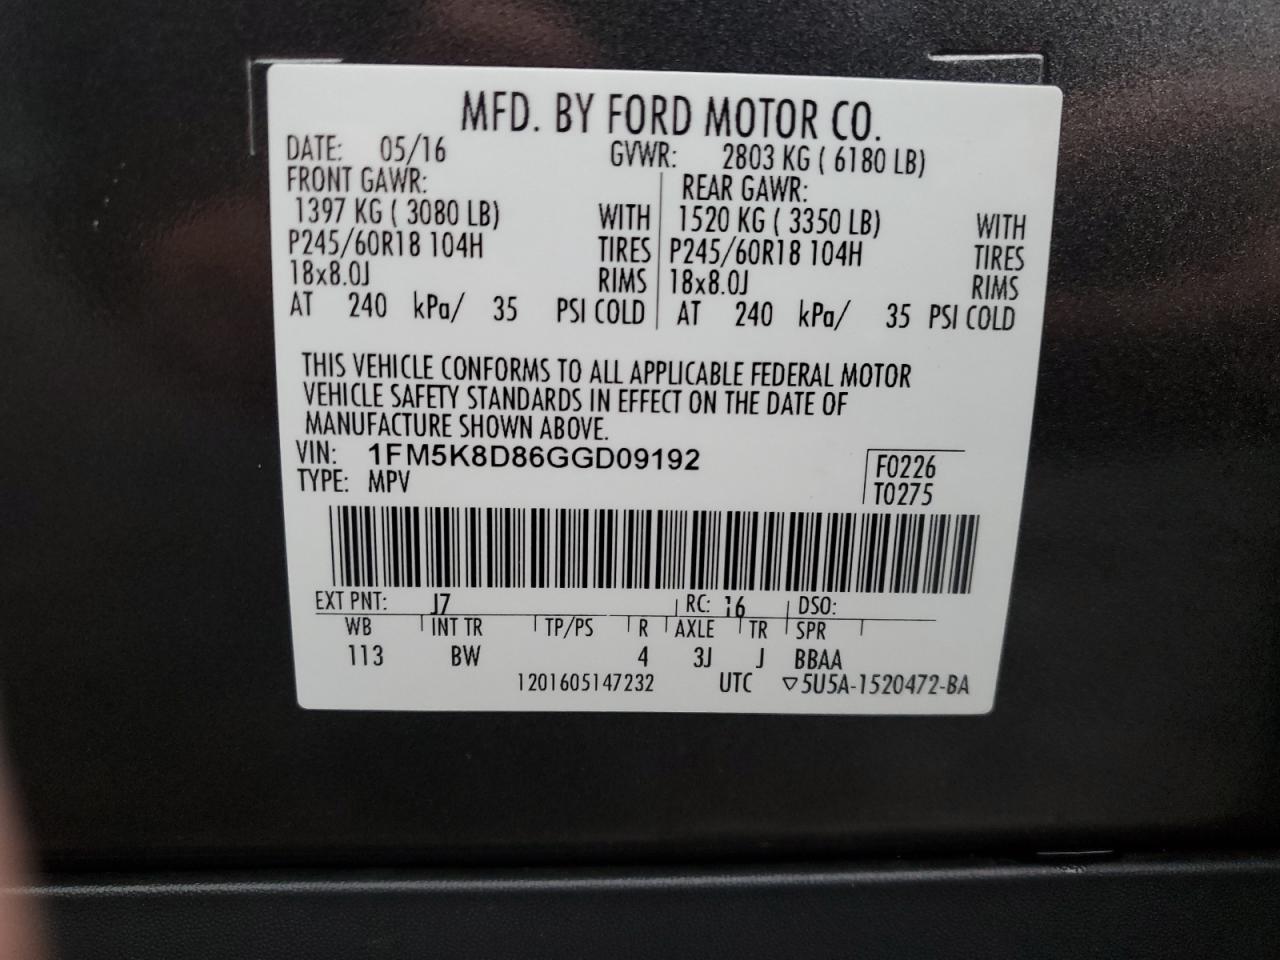 MFD. BY FORD MOTOR CO.
DATE: 05/16 GVWR: 2803 KG ( 6180 LB)
FRONT GAWR: REAR GAWR:
1397 KG ( 3080 LB) WITH 1520 KG ( 3350 LB) WITH
P245/60R18 104H TIRES P245/60R18 104H TIRES
18x8.0J RIMS 18x8.0J RIMS
AT 240 kPa/ 35 PSI COLD AT 240 kPa/ 35 PSI COLD
THIS VEHICLE CONFORMS TO ALL APPLICABLE FEDERAL MOTOR
VEHICLE SAFETY STANDARDS IN EFFECT ON THE DATE OF
MANUFACTURE SHOWN ABOVE.
VIN: 1FM5K8D86GGD09192 F0226
TYPE: MPV T0275
EXT PNT: J7 RC: 16 DSO:
WB INT TR TP/PS R AXLE TR SPR
113 BW 4 3J J BBAA
1201605147232 UTC ▽5U5A-1520472-BA